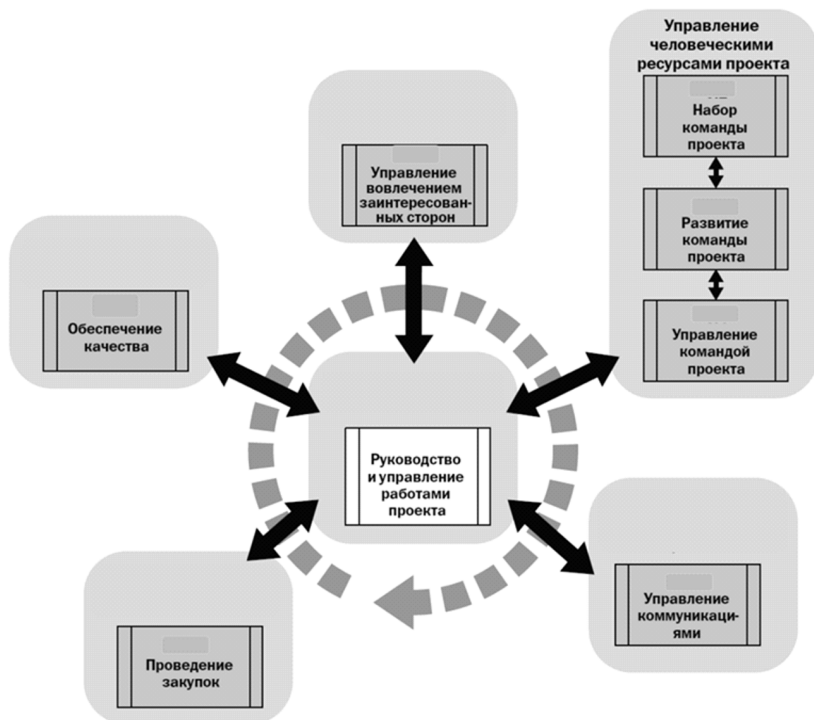 Управление
человеческими
ресурсами проекта
Набор
команды
проекта
Развитие
команды
проекта
Управление
командой
проекта
Управление
вовлечением
заинтересован-
ных сторон
Обеспечение
качества
Руководство
и управление
работами
проекта
Управление
коммуникаци-
ями
Проведение
закупок